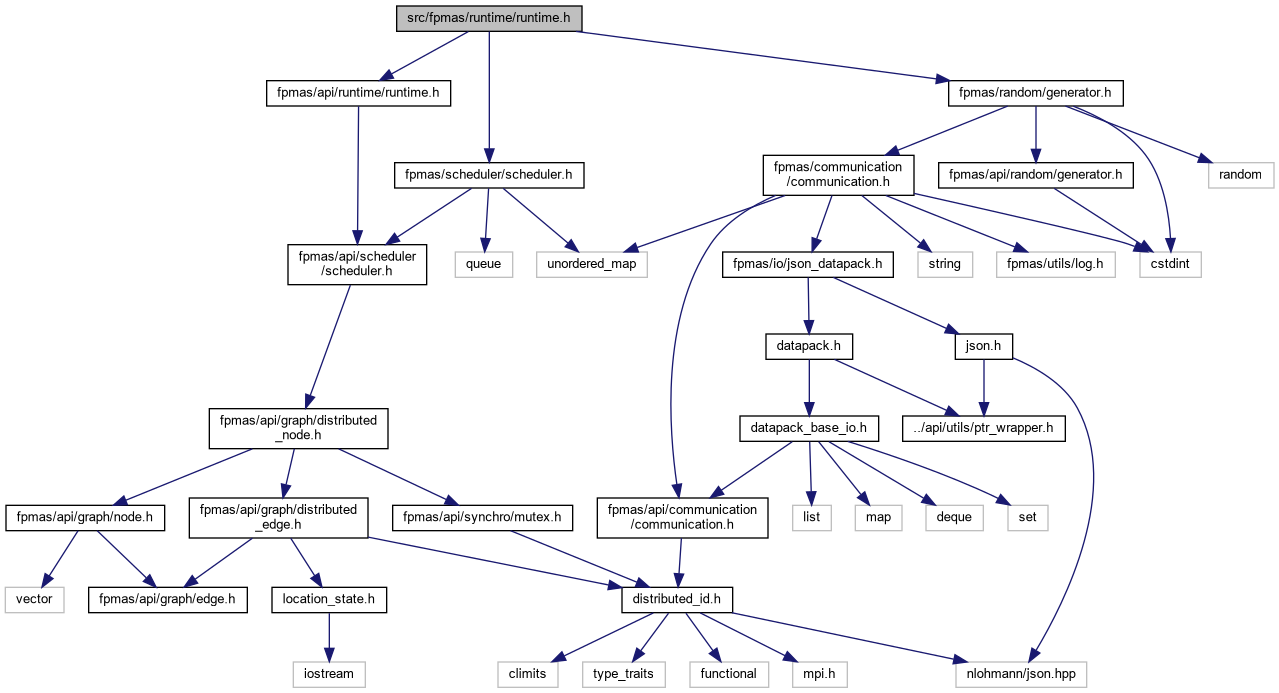 src/fpmas/runtime/runtime.h
fpmas/api/runtime/runtime.h
fpmas/random/generator.h
fpmas/scheduler/scheduler.h
fpmas/communication
/communication.h
fpmas/api/random/generator.h
random
fpmas/api/scheduler
/scheduler.h
queue
unordered_map
fpmas/io/json_datapack.h
string
fpmas/utils/log.h
cstdint
datapack.h
json.h
fpmas/api/graph/distributed
_node.h
datapack_base_io.h
../api/utils/ptr_wrapper.h
fpmas/api/graph/node.h
fpmas/api/graph/distributed
_edge.h
fpmas/api/synchro/mutex.h
fpmas/api/communication
/communication.h
list
map
deque
set
vector
fpmas/api/graph/edge.h
location_state.h
distributed_id.h
iostream
climits
type_traits
functional
mpi.h
nlohmann/json.hpp